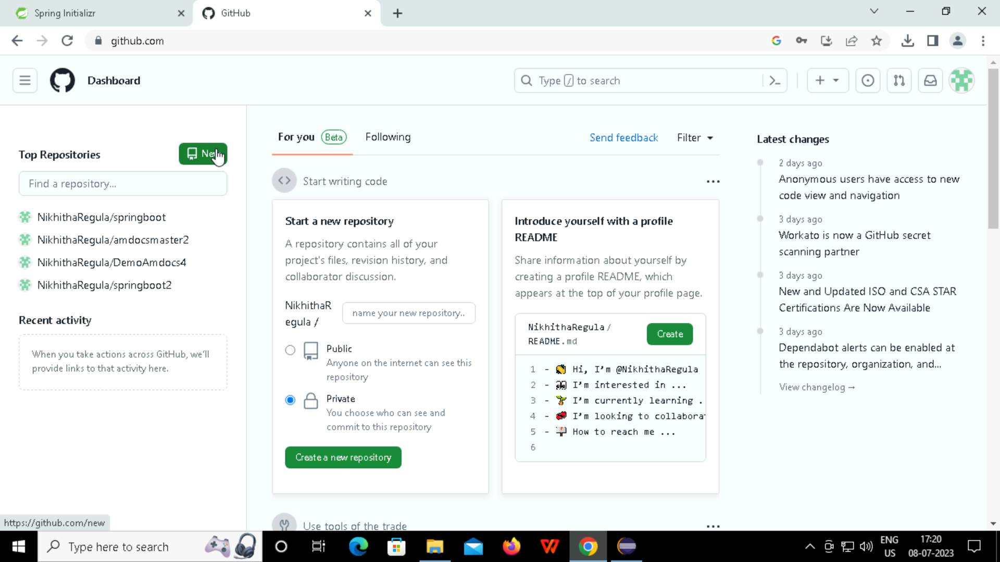 Spring Initializr
GitHub
github.com
Dashboard
Type / to search
Top Repositories
New
Find a repository...
NikhithaRegula/springboot
NikhithaRegula/amdocsmaster2
NikhithaRegula/DemoAmdocs4
NikhithaRegula/springboot2
Recent activity
When you take actions across GitHub, we'll
provide links to that activity here.
https://github.com/new
For you Beta
Following
Send feedback
Filter
Start writing code
Start a new repository
A repository contains all of your
project's files, revision history, and
collaborator discussion.
NikhithaR
egula /
name your new repository..
Public
Anyone on the internet can see this
repository
Private
You choose who can see and
commit to this repository
Create a new repository
Introduce yourself with a profile
README
Share information about yourself by
creating a profile README, which
appears at the top of your profile page.
NikhithaRegula/
README.md
Create
1 - 👋 Hi, I'm @NikhithaRegula
2 - 👀 I'm interested in ...
3 - 🌱 I'm currently learning .
4 - 💞️ I'm looking to collaborat
5 - 📫 How to reach me ...
6
Use tools of the trade
Latest changes
2 days ago
Anonymous users have access to new
code view and navigation
3 days ago
Workato is now a GitHub secret
scanning partner
3 days ago
New and Updated ISO and CSA STAR
Certifications Are Now Available
3 days ago
Dependabot alerts can be enabled at
the repository, organization, and...
View changelog →
Type here to search
ENG
US
17:20
08-07-2023